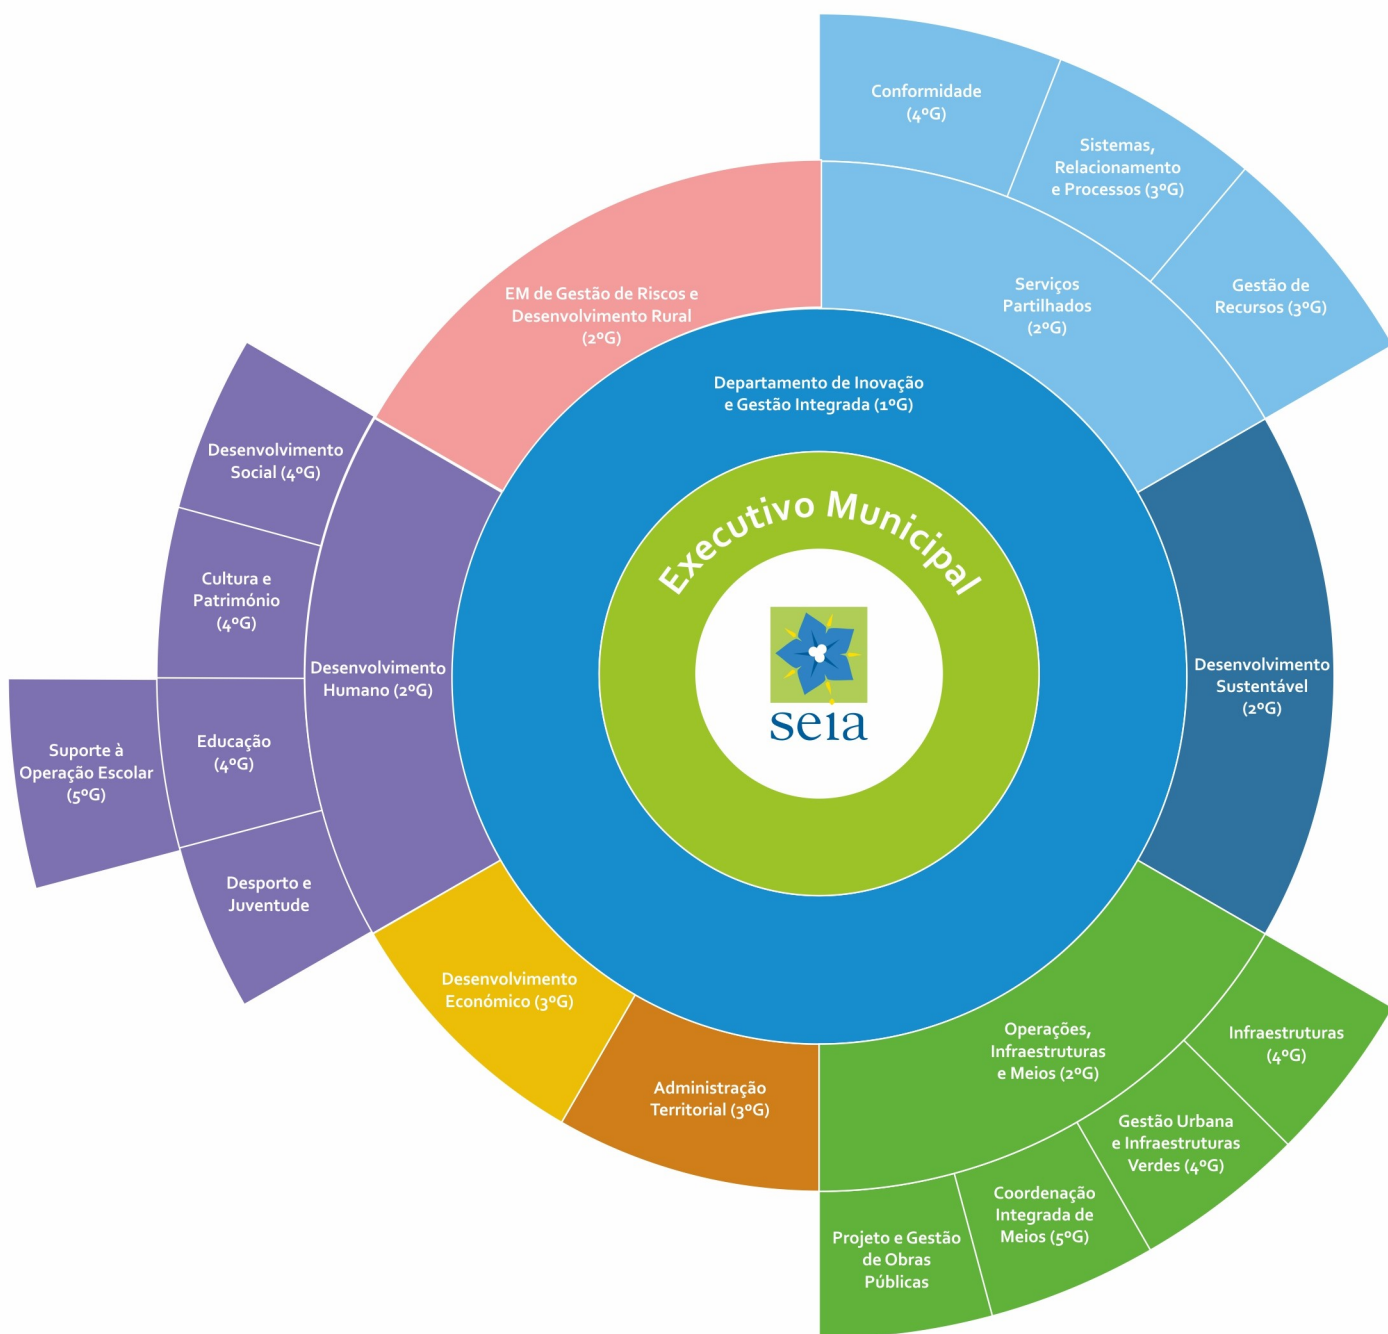 Conformidade
(4ºG)
Sistemas,
Relacionamento
e Processos (3ºG)
Gestão de
Recursos (3ºG)
Serviços
Partilhados
(2ºG)
EM de Gestão de Riscos e
Desenvolvimento Rural
(2ºG)
Departamento de Inovação
e Gestão Integrada (1ºG)
Executivo Municipal
seia
Desenvolvimento
Social (4ºG)
Cultura e
Património
(4ºG)
Desenvolvimento
Humano (2ºG)
Desenvolvimento
Sustentável
(2ºG)
Educação
(4ºG)
Suporte à
Operação Escolar
(5ºG)
Desporto e
Juventude
Desenvolvimento
Económico (3ºG)
Administração
Territorial (3ºG)
Operações,
Infraestruturas
e Meios (2ºG)
Infraestruturas
(4ºG)
Gestão Urbana
e Infraestruturas
Verdes (4ºG)
Coordenação
Integrada de
Meios (5ºG)
Projeto e Gestão
de Obras
Públicas